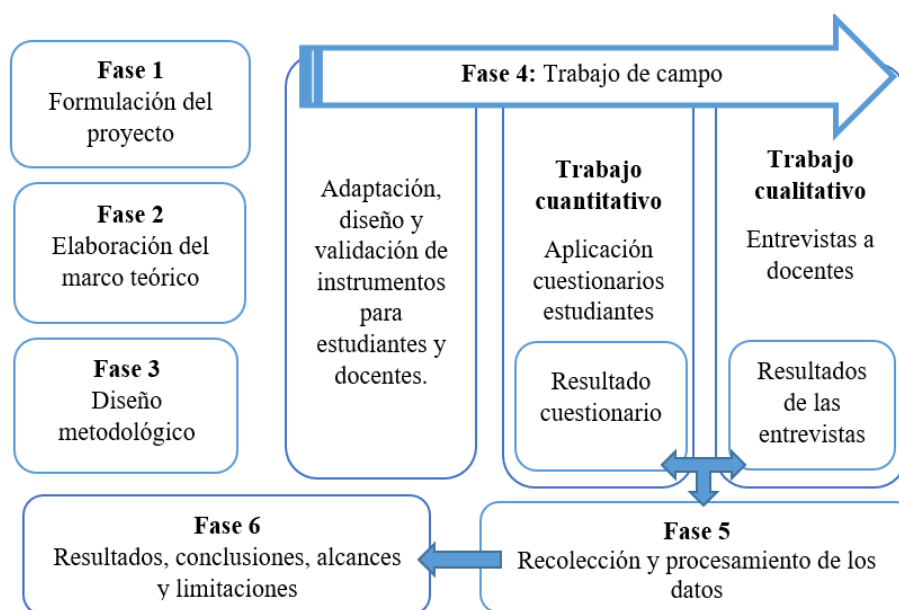 Fase 1
Formulación del
proyecto
Fase 2
Elaboración del
marco teórico
Fase 3
Diseño
metodológico
Fase 4: Trabajo de campo
Adaptación,
diseño y
validación de
instrumentos
para
estudiantes y
docentes.
Trabajo
cuantitativo
Aplicación
cuestionarios
estudiantes
Resultado
cuestionario
Trabajo
cualitativo
Entrevistas a
docentes
Resultados
de las
entrevistas
Fase 5
Recolección y procesamiento de los
datos
Fase 6
Resultados, conclusiones, alcances
y limitaciones